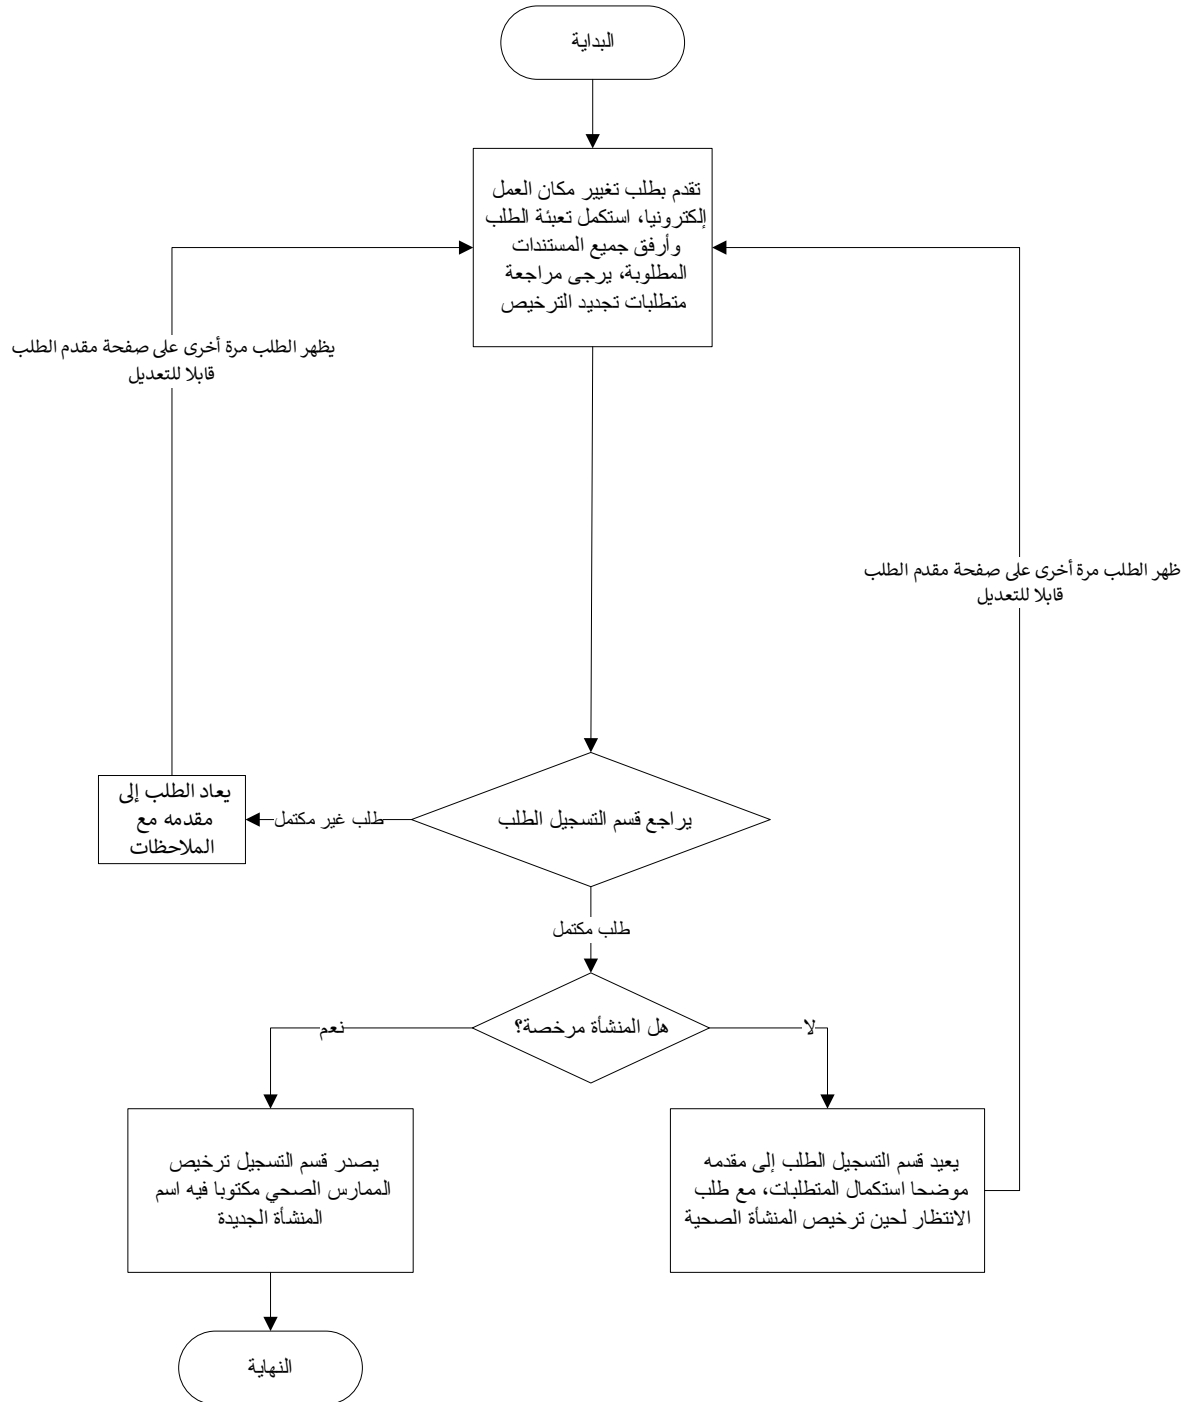 البداية
تقدم بطلب تغيير مكان العمل
إلكترونيا، استكمل تعبئة الطلب
وأرفق جميع المستندات
المطلوبة، يرجى مراجعة
متطلبات تجديد الترخيص
يظهر الطلب مرة أخرى على صفحة مقدم الطلب
قابلا للتعديل
ظهر الطلب مرة أخرى على صفحة مقدم الطلب
قابلا للتعديل
يراجع قسم التسجيل الطلب
طلب غير مكتمل
يعاد الطلب إلى
مقدمه مع
الملاحظات
طلب مكتمل
هل المنشأة مرخصة؟
لا
نعم
يعيد قسم التسجيل الطلب إلى مقدمه
موضحا استكمال المتطلبات، مع طلب
الانتظار لحين ترخيص المنشأة الصحية
يصدر قسم التسجيل ترخيص
الممارس الصحي مكتوبا فيه اسم
المنشأة الجديدة
النهاية